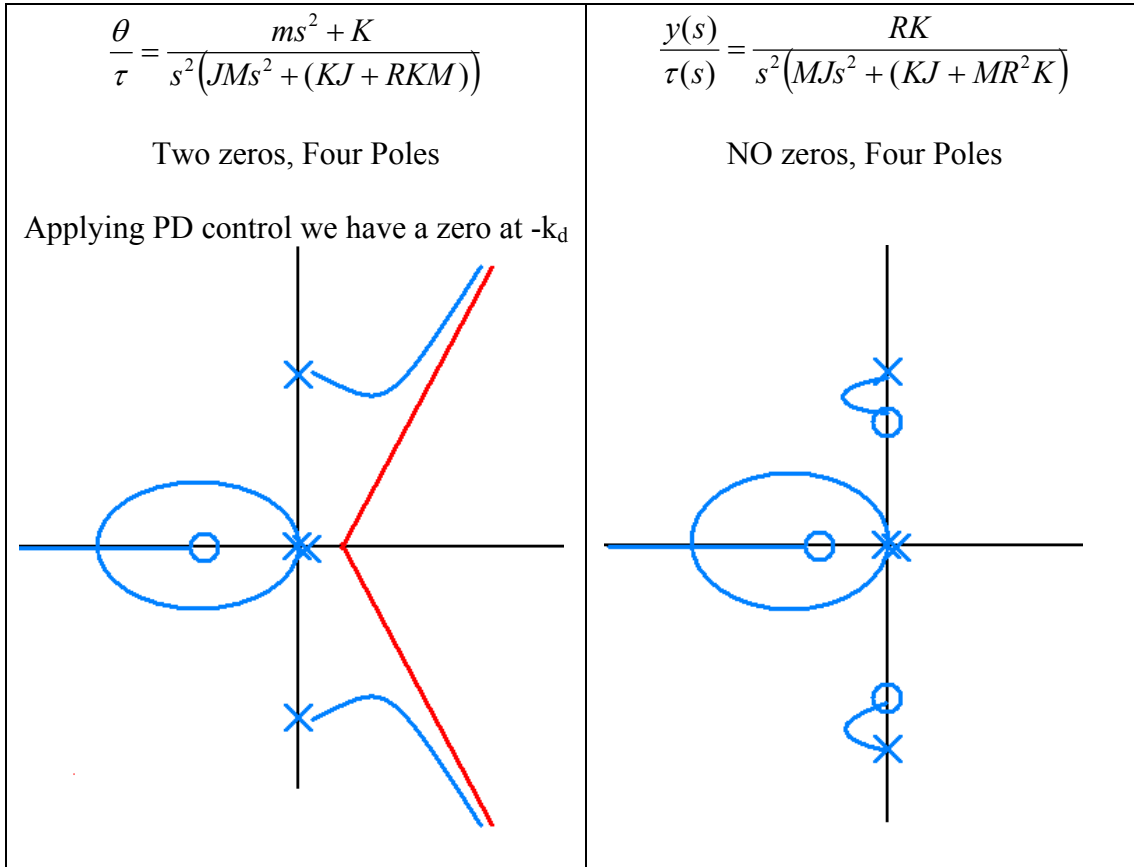 θ/τ = (ms² + K) / (s²(JMs² + (KJ + RKM)))
Two zeros, Four Poles
Applying PD control we have a zero at -k_d
y(s)/τ(s) = RK / (s²(MJs² + (KJ + MR²K))
NO zeros, Four Poles